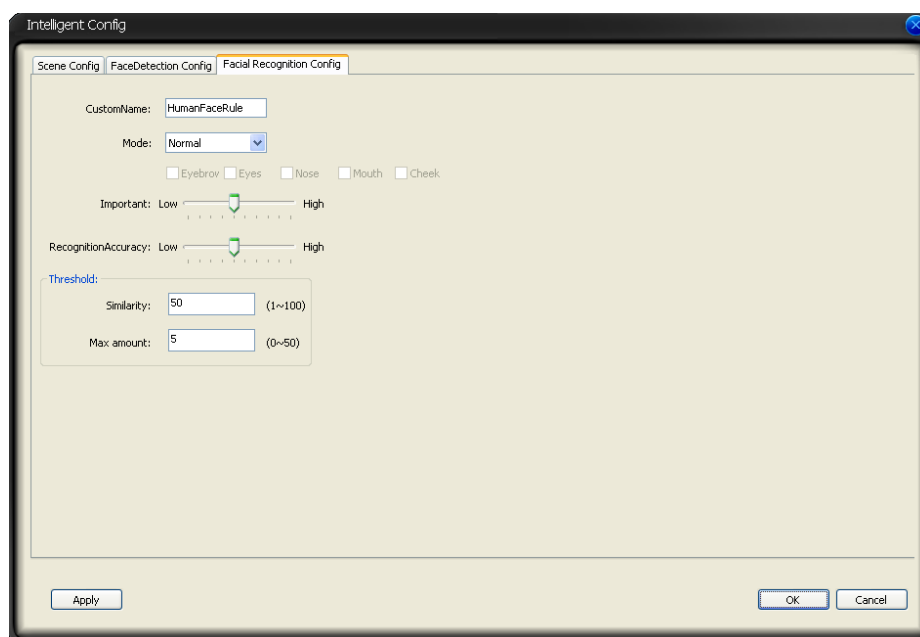 Intelligent Config
Scene Config FaceDetection Config Facial Recognition Config
CustomName: HumanFaceRule
Mode: Normal
Eyebrov Eyes Nose Mouth Cheek
Important: Low High
RecognitionAccuracy: Low High
Threshold:
Similarity: 50 (1~100)
Max amount: 5 (0~50)
Apply OK Cancel